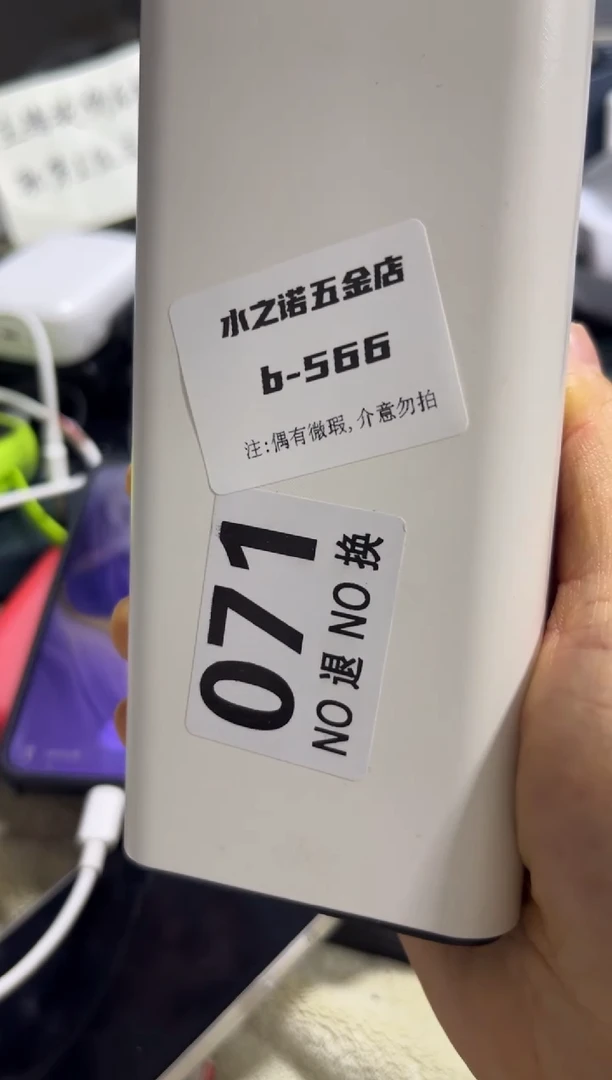 水之诺五金店
b-566
注:偶有微瑕,介意勿拍
071
NO 退 NO 换